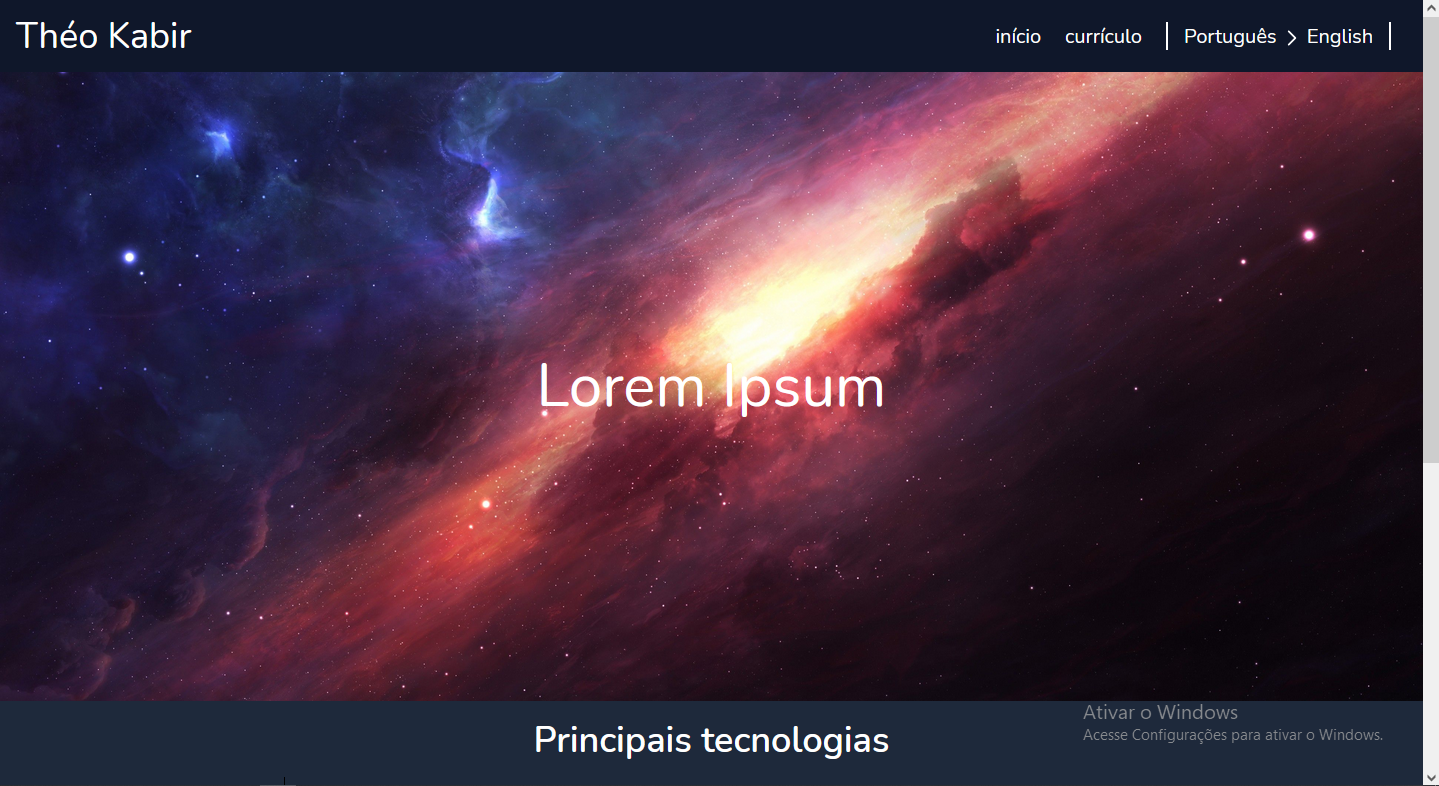 Théo Kabir
início currículo Português English
Lorem Ipsum
Principais tecnologias
Ativar o Windows
Acesse Configurações para ativar o Windows.